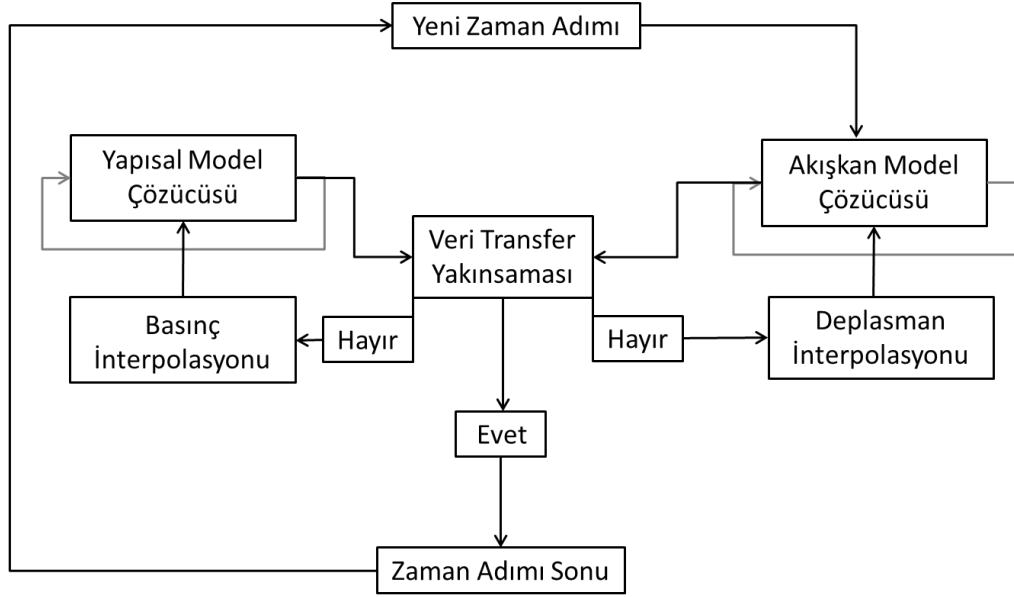 Yeni Zaman Adımı
Yapısal Model
Çözücüsü
Akışkan Model
Çözücüsü
Veri Transfer
Yakınsaması
Basınç
İnterpolasyonu
Hayır
Hayır
Deplasman
İnterpolasyonu
Evet
Zaman Adımı Sonu